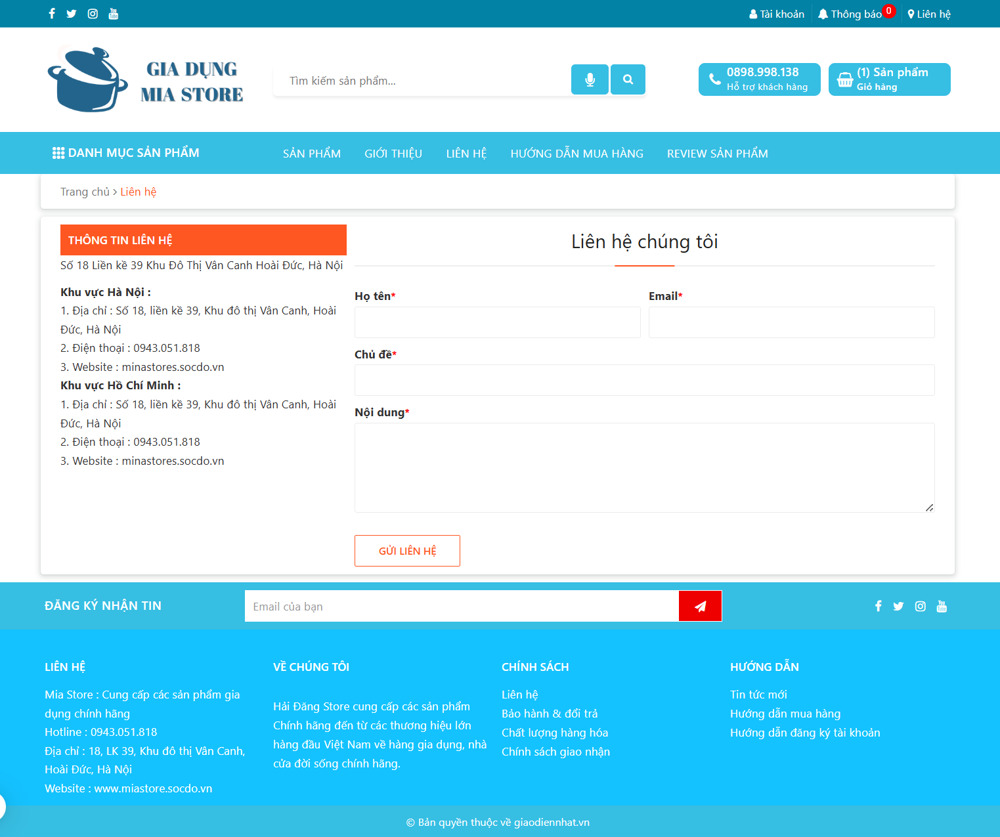 Tài khoản
Thông báo 0
Liên hệ
GIA DỤNG
MIA STORE
Tìm kiếm sản phẩm...
0898.998.138
Hỗ trợ khách hàng
(1) Sản phẩm
Giỏ hàng
DANH MỤC SẢN PHẨM
SẢN PHẨM
GIỚI THIỆU
LIÊN HỆ
HƯỚNG DẪN MUA HÀNG
REVIEW SẢN PHẨM
Trang chủ > Liên hệ
THÔNG TIN LIÊN HỆ
Số 18 Liền kề 39 Khu Đô Thị Vân Canh Hoài Đức, Hà Nội
Khu vực Hà Nội :
1. Địa chỉ : Số 18, liền kề 39, Khu đô thị Vân Canh, Hoài
Đức, Hà Nội
2. Điện thoại : 0943.051.818
3. Website : minastores.socdo.vn
Khu vực Hồ Chí Minh :
1. Địa chỉ : Số 18, liền kề 39, Khu đô thị Vân Canh, Hoài
Đức, Hà Nội
2. Điện thoại : 0943.051.818
3. Website : minastores.socdo.vn
Liên hệ chúng tôi
Họ tên*
Email*
Chủ đề*
Nội dung*
GỬI LIÊN HỆ
ĐĂNG KÝ NHẬN TIN
Email của bạn
LIÊN HỆ
Mia Store : Cung cấp các sản phẩm gia
dụng chính hãng
Hotline : 0943.051.818
Địa chỉ : 18, LK 39, Khu đô thị Vân Canh,
Hoài Đức, Hà Nội
Website : www.miastore.socdo.vn
VỀ CHÚNG TÔI
Hải Đăng Store cung cấp các sản phẩm
Chính hãng đến từ các thương hiệu lớn
hàng đầu Việt Nam về hàng gia dụng, nhà
cửa đời sống chính hãng.
CHÍNH SÁCH
Liên hệ
Bảo hành & đổi trả
Chất lượng hàng hóa
Chính sách giao nhận
HƯỚNG DẪN
Tin tức mới
Hướng dẫn mua hàng
Hướng dẫn đăng ký tài khoản
© Bản quyền thuộc về giaodiennhat.vn